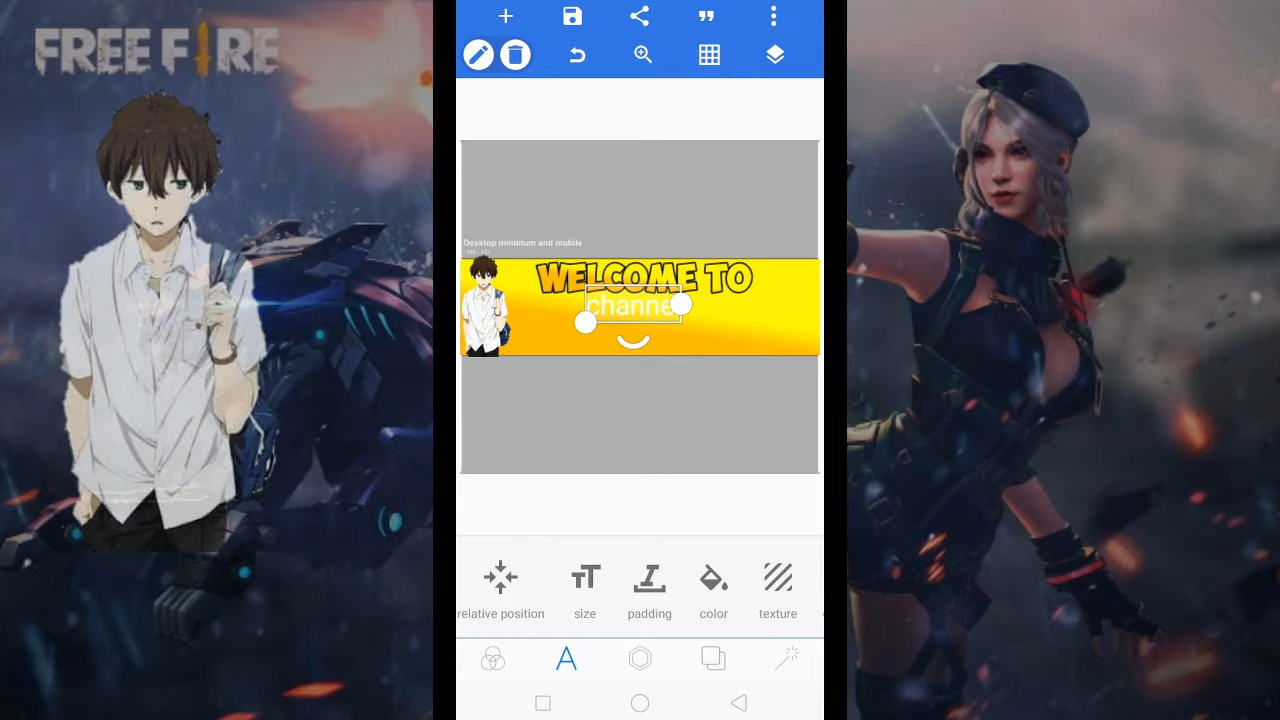 FREE FIRE
Desktop minimum and mobile
WELCOME TO
channel
relative position
size
padding
color
texture